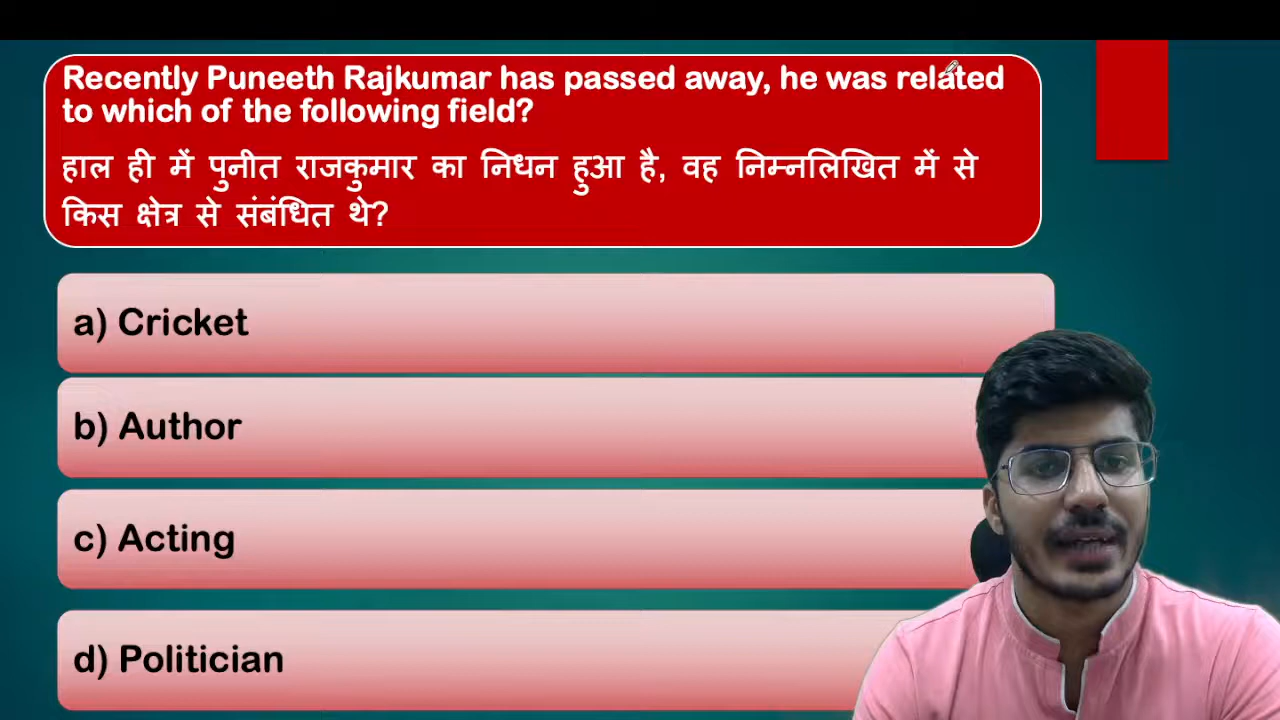 Recently Puneeth Rajkumar has passed away, he was related
to which of the following field?
हाल ही में पुनीत राजकुमार का निधन हुआ है, वह निम्नलिखित में से
किस क्षेत्र से संबंधित थे?
a) Cricket
b) Author
c) Acting
d) Politician